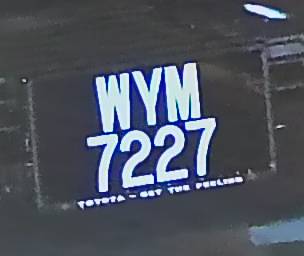 WYM
7227
TOYOTA - GET THE FEELING